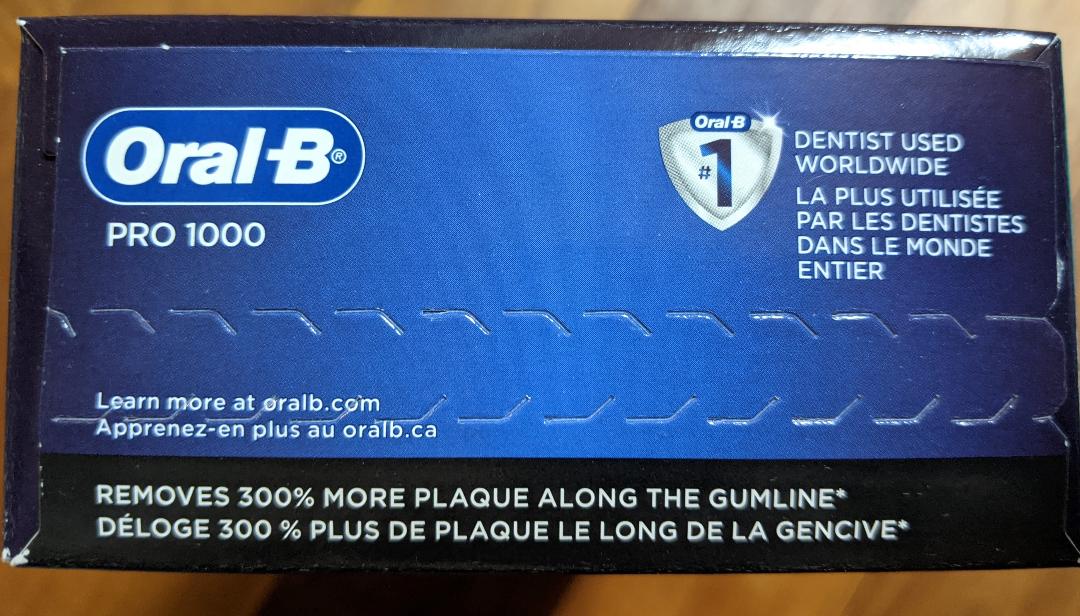 Oral-B®
PRO 1000
Oral-B
#1
DENTIST USED
WORLDWIDE
LA PLUS UTILISÉE
PAR LES DENTISTES
DANS LE MONDE
ENTIER
Learn more at oralb.com
Apprenez-en plus au oralb.ca
REMOVES 300% MORE PLAQUE ALONG THE GUMLINE*
DÉLOGE 300 % PLUS DE PLAQUE LE LONG DE LA GENCIVE*